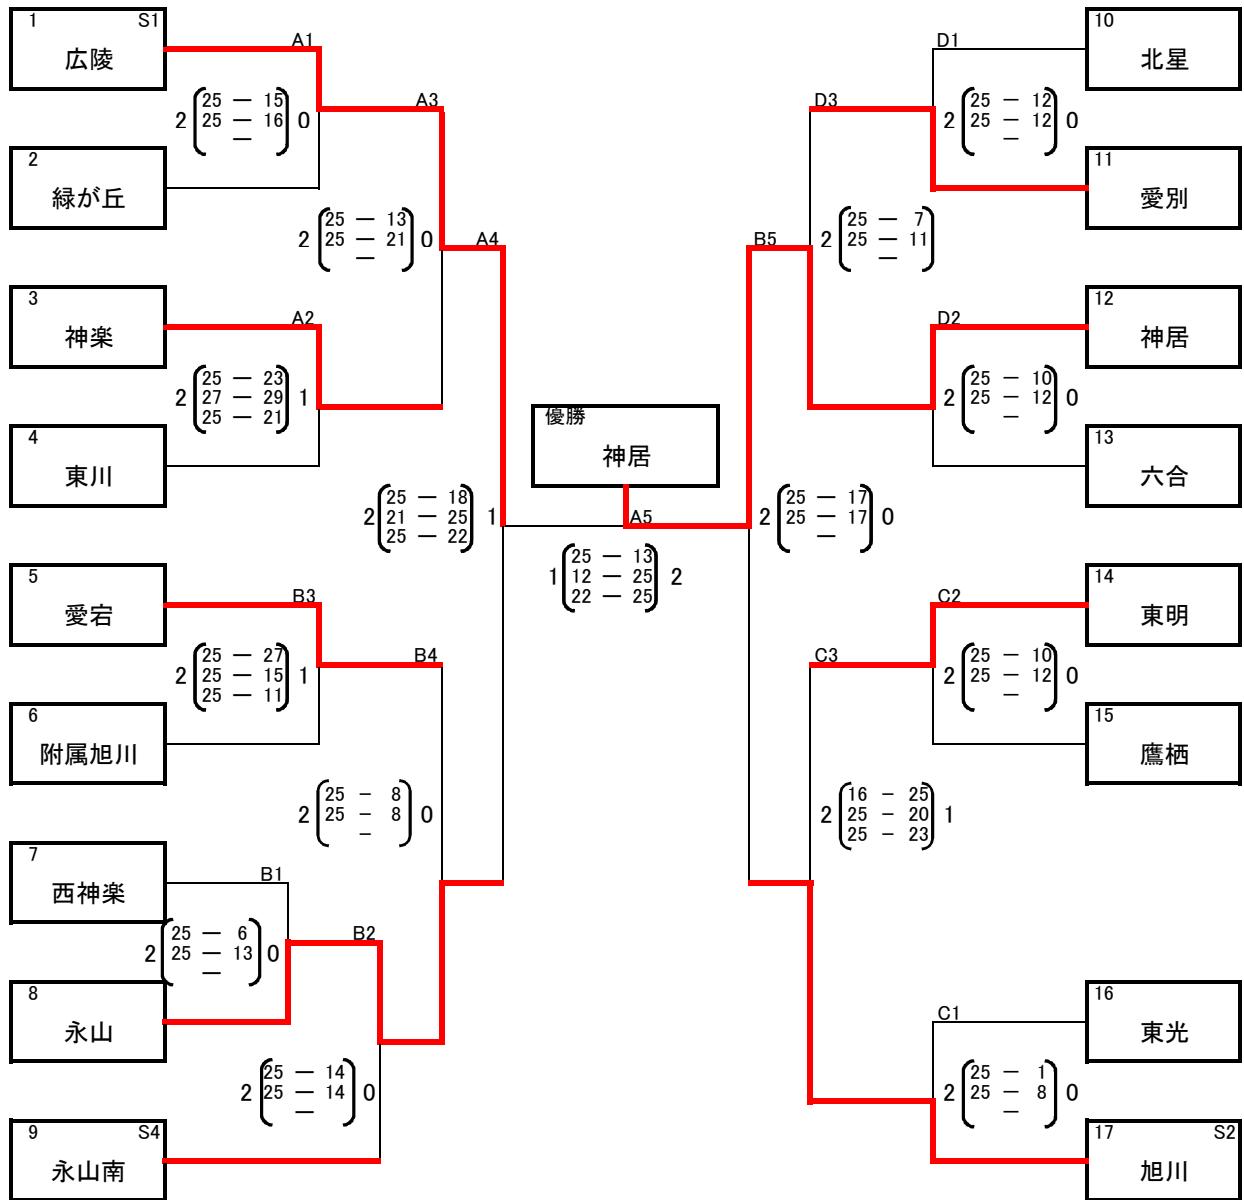 1 S1
広陵
A1
2 25 — 15 0
25 — 16
—
A3
2
緑が丘
2 25 — 13 0
25 — 21
—
A4
3
神楽
A2
2 25 — 23 1
27 — 29
25 — 21
4
東川
2 25 — 18 1
21 — 25
25 — 22
5
愛宕
B3
2 25 — 27 1
25 — 15
25 — 11
B4
6
附属旭川
2 25 － 8 0
25 － 8
－
7
西神楽
B1
2 25 — 6 0
25 — 13
—
B2
8
永山
2 25 — 14 0
25 — 14
—
9 S4
永山南
優勝
神居
A5
1 25 — 13 2
12 — 25
22 — 25
10
北星
D1
2 25 — 12 0
25 — 12
—
D3
11
愛別
2 25 — 7
25 — 11
—
B5
12
神居
D2
2 25 — 10 0
25 — 12
—
13
六合
2 25 — 17 0
25 — 17
—
14
東明
C2
2 25 — 10 0
25 — 12
—
C3
15
鷹栖
2 16 － 25 1
25 － 20
25 － 23
16
東光
C1
2 25 — 1 0
25 — 8
—
17 S2
旭川